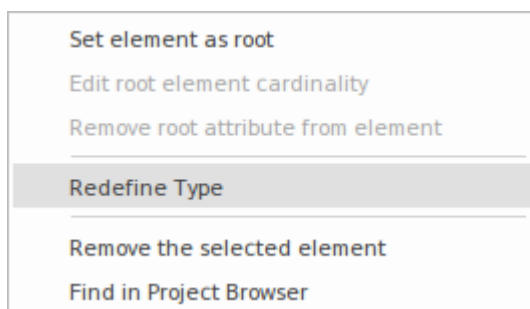 Set element as root
Edit root element cardinality
Remove root attribute from element
Redefine Type
Remove the selected element
Find in Project Browser